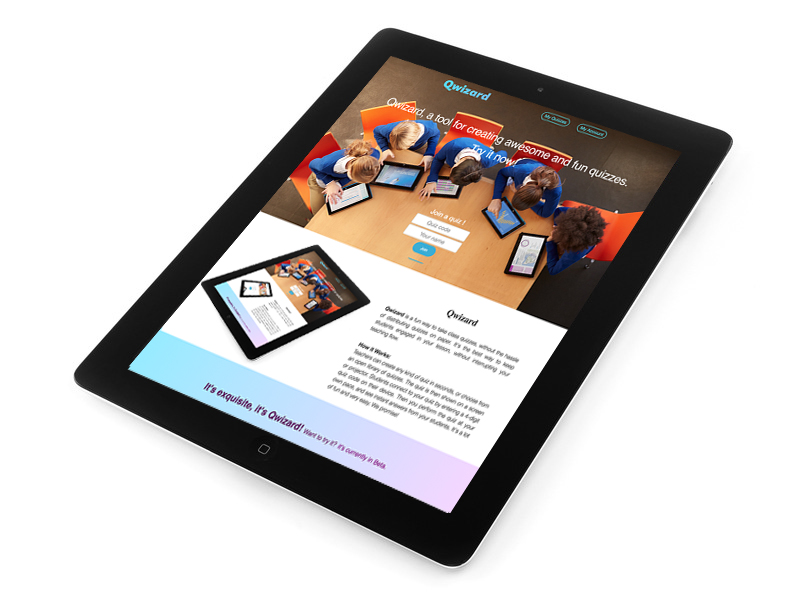 Qwizard
My Quizzes
My Account
Qwizard, a tool for creating awesome and fun quizzes.
Try it now!
Join a quiz !
Quiz code
Your name
Join
Qwizard
Qwizard is a fun way to take class quizzes, without the hassle
of distributing quizzes on paper. It's the best way to keep
students engaged in your lesson, without interrupting your
teaching flow.
How it Works:
Teachers can create any kind of quiz in seconds, or choose from
an open library of quizzes. The quiz is then shown on a screen
or projector. Students connect to your quiz by entering a 4-digit
quiz code on their device. Then you perform the quiz at your
own pace, and see instant answers from your students. It's a lot
of fun and very easy. We promise!
It's exquisite, it's Qwizard! Want to try it? It's currently in Beta.